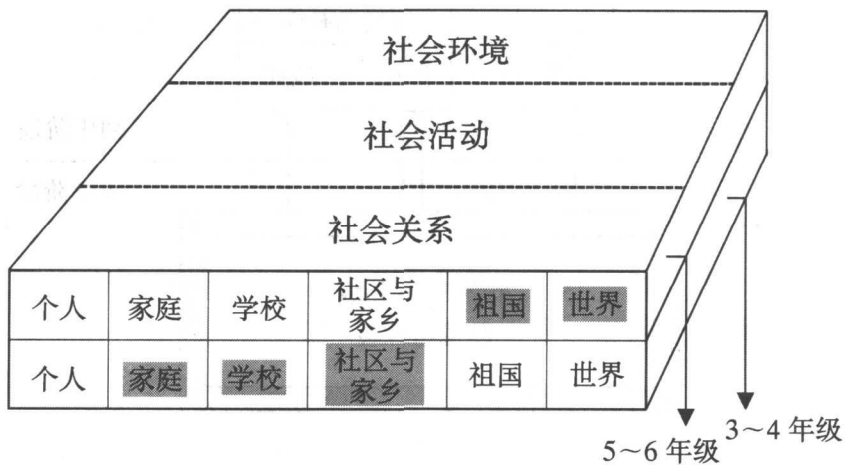 社会环境
社会活动
社会关系
个人 家庭 学校 社区与家乡 祖国 世界
个人 家庭 学校 社区与家乡 祖国 世界
5~6 年级
3~4 年级